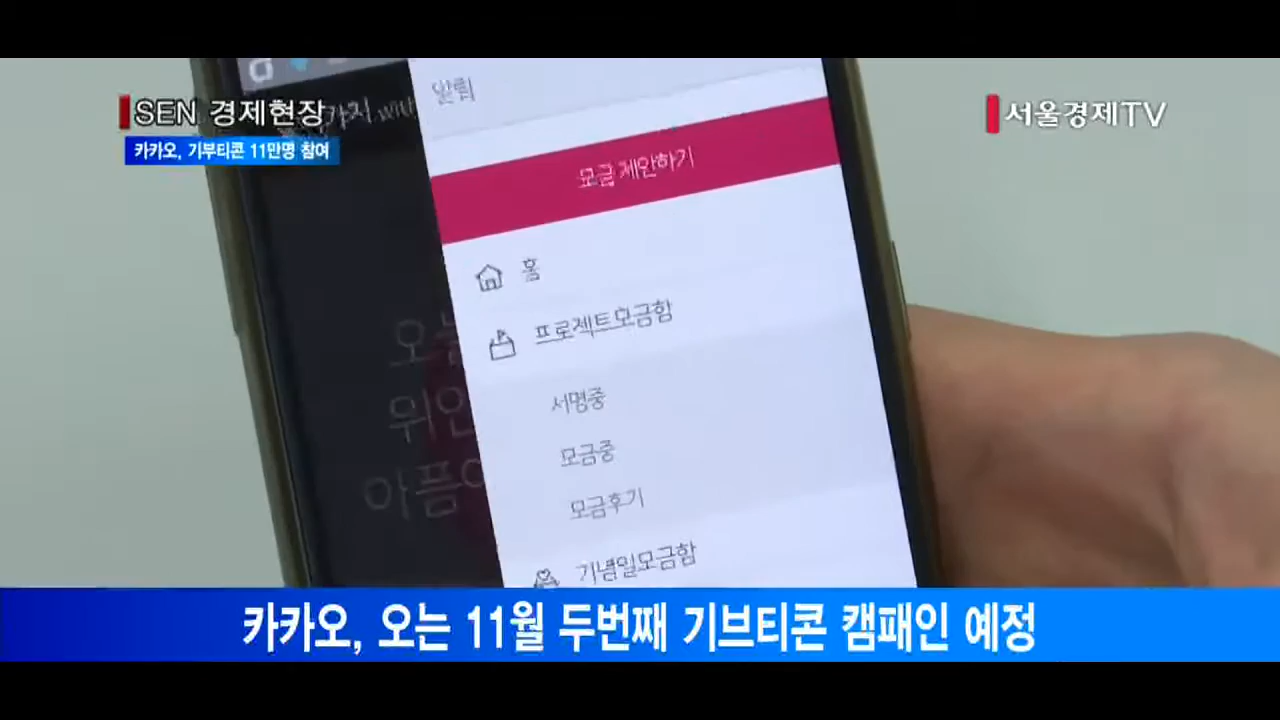 SEN 경제현장
서울경제TV
카카오, 기부티콘 11만명 참여
알림
모금 제안하기
홈
프로젝트모금함
서명중
모금중
모금후기
기념일모금함
카카오, 오는 11월 두번째 기브티콘 캠패인 예정